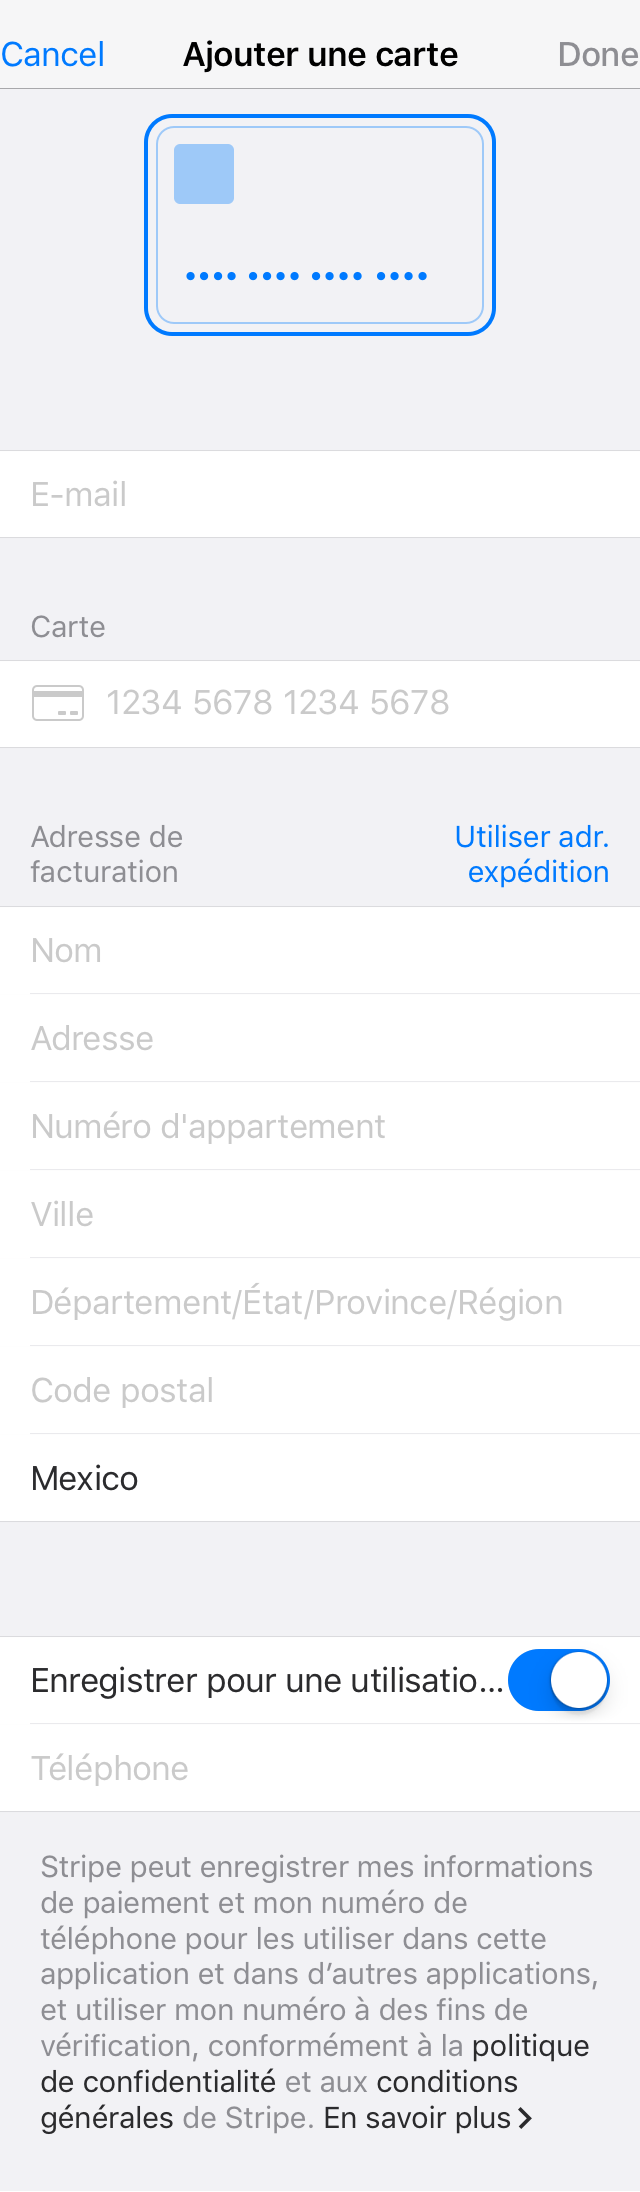 Cancel Ajouter une carte Done
•••• •••• •••• ••••
E-mail
Carte
1234 5678 1234 5678
Adresse de
facturation
Utiliser adr.
expédition
Nom
Adresse
Numéro d'appartement
Ville
Département/État/Province/Région
Code postal
Mexico
Enregistrer pour une utilisatio...
Téléphone
Stripe peut enregistrer mes informations
de paiement et mon numéro de
téléphone pour les utiliser dans cette
application et dans d’autres applications,
et utiliser mon numéro à des fins de
vérification, conformément à la politique
de confidentialité et aux conditions
générales de Stripe. En savoir plus